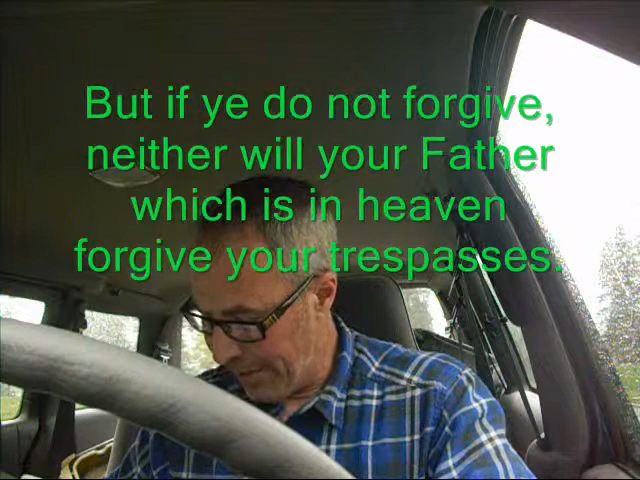 But if ye do not forgive,
neither will your Father
which is in heaven
forgive your trespasses.